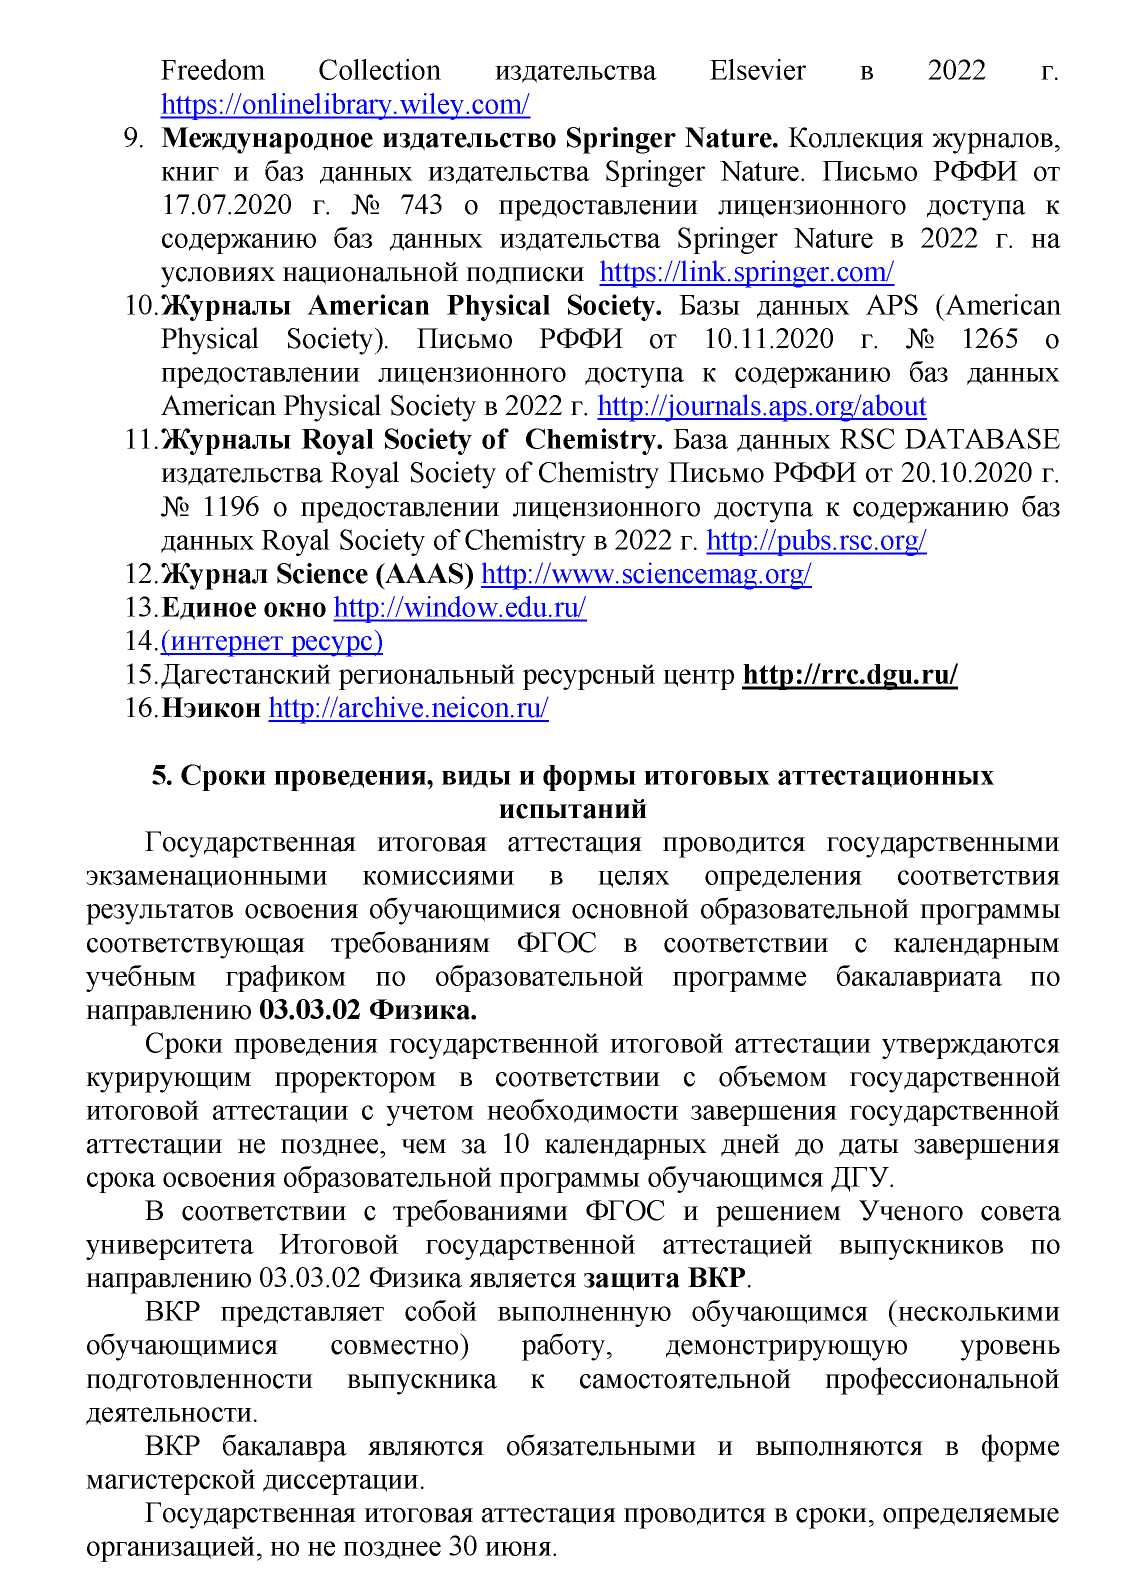 Freedom Collection издательства Elsevier в 2022 г.
https://onlinelibrary.wiley.com/
9. Международное издательство Springer Nature. Коллекция журналов,
книг и баз данных издательства Springer Nature. Письмо РФФИ от
17.07.2020 г. № 743 о предоставлении лицензионного доступа к
содержанию баз данных издательства Springer Nature в 2022 г. на
условиях национальной подписки https://link.springer.com/
10. Журналы American Physical Society. Базы данных APS (American
Physical Society). Письмо РФФИ от 10.11.2020 г. № 1265 о
предоставлении лицензионного доступа к содержанию баз данных
American Physical Society в 2022 г. http://journals.aps.org/about
11. Журналы Royal Society of Chemistry. База данных RSC DATABASE
издательства Royal Society of Chemistry Письмо РФФИ от 20.10.2020 г.
№ 1196 о предоставлении лицензионного доступа к содержанию баз
данных Royal Society of Chemistry в 2022 г. http://pubs.rsc.org/
12. Журнал Science (AAAS) http://www.sciencemag.org/
13. Единое окно http://window.edu.ru/
14. (интернет ресурс)
15. Дагестанский региональный ресурсный центр http://rrc.dgu.ru/
16. Нэикон http://archive.neicon.ru/
5. Сроки проведения, виды и формы итоговых аттестационных
испытаний
Государственная итоговая аттестация проводится государственными
экзаменационными комиссиями в целях определения соответствия
результатов освоения обучающимися основной образовательной программы
соответствующая требованиям ФГОС в соответствии с календарным
учебным графиком по образовательной программе бакалавриата по
направлению 03.03.02 Физика.
Сроки проведения государственной итоговой аттестации утверждаются
курирующим проректором в соответствии с объемом государственной
итоговой аттестации с учетом необходимости завершения государственной
аттестации не позднее, чем за 10 календарных дней до даты завершения
срока освоения образовательной программы обучающимся ДГУ.
В соответствии с требованиями ФГОС и решением Ученого совета
университета Итоговой государственной аттестацией выпускников по
направлению 03.03.02 Физика является защита ВКР.
ВКР представляет собой выполненную обучающимся (несколькими
обучающимися совместно) работу, демонстрирующую уровень
подготовленности выпускника к самостоятельной профессиональной
деятельности.
ВКР бакалавра являются обязательными и выполняются в форме
магистерской диссертации.
Государственная итоговая аттестация проводится в сроки, определяемые
организацией, но не позднее 30 июня.